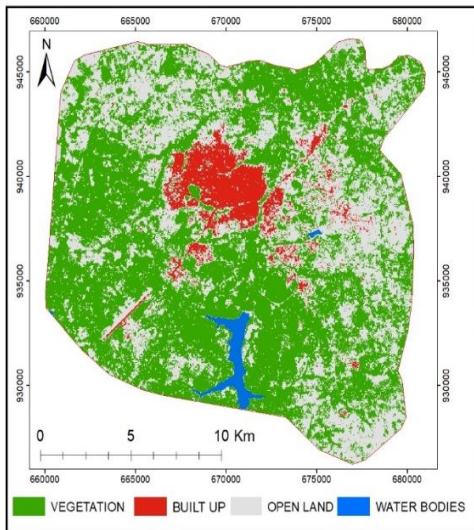 660000 665000 670000 675000 680000
N
945000 945000
940000 940000
935000 935000
930000 930000
0 5 10 Km
660000 665000 670000 675000 680000
VEGETATION BUILT UP OPEN LAND WATER BODIES